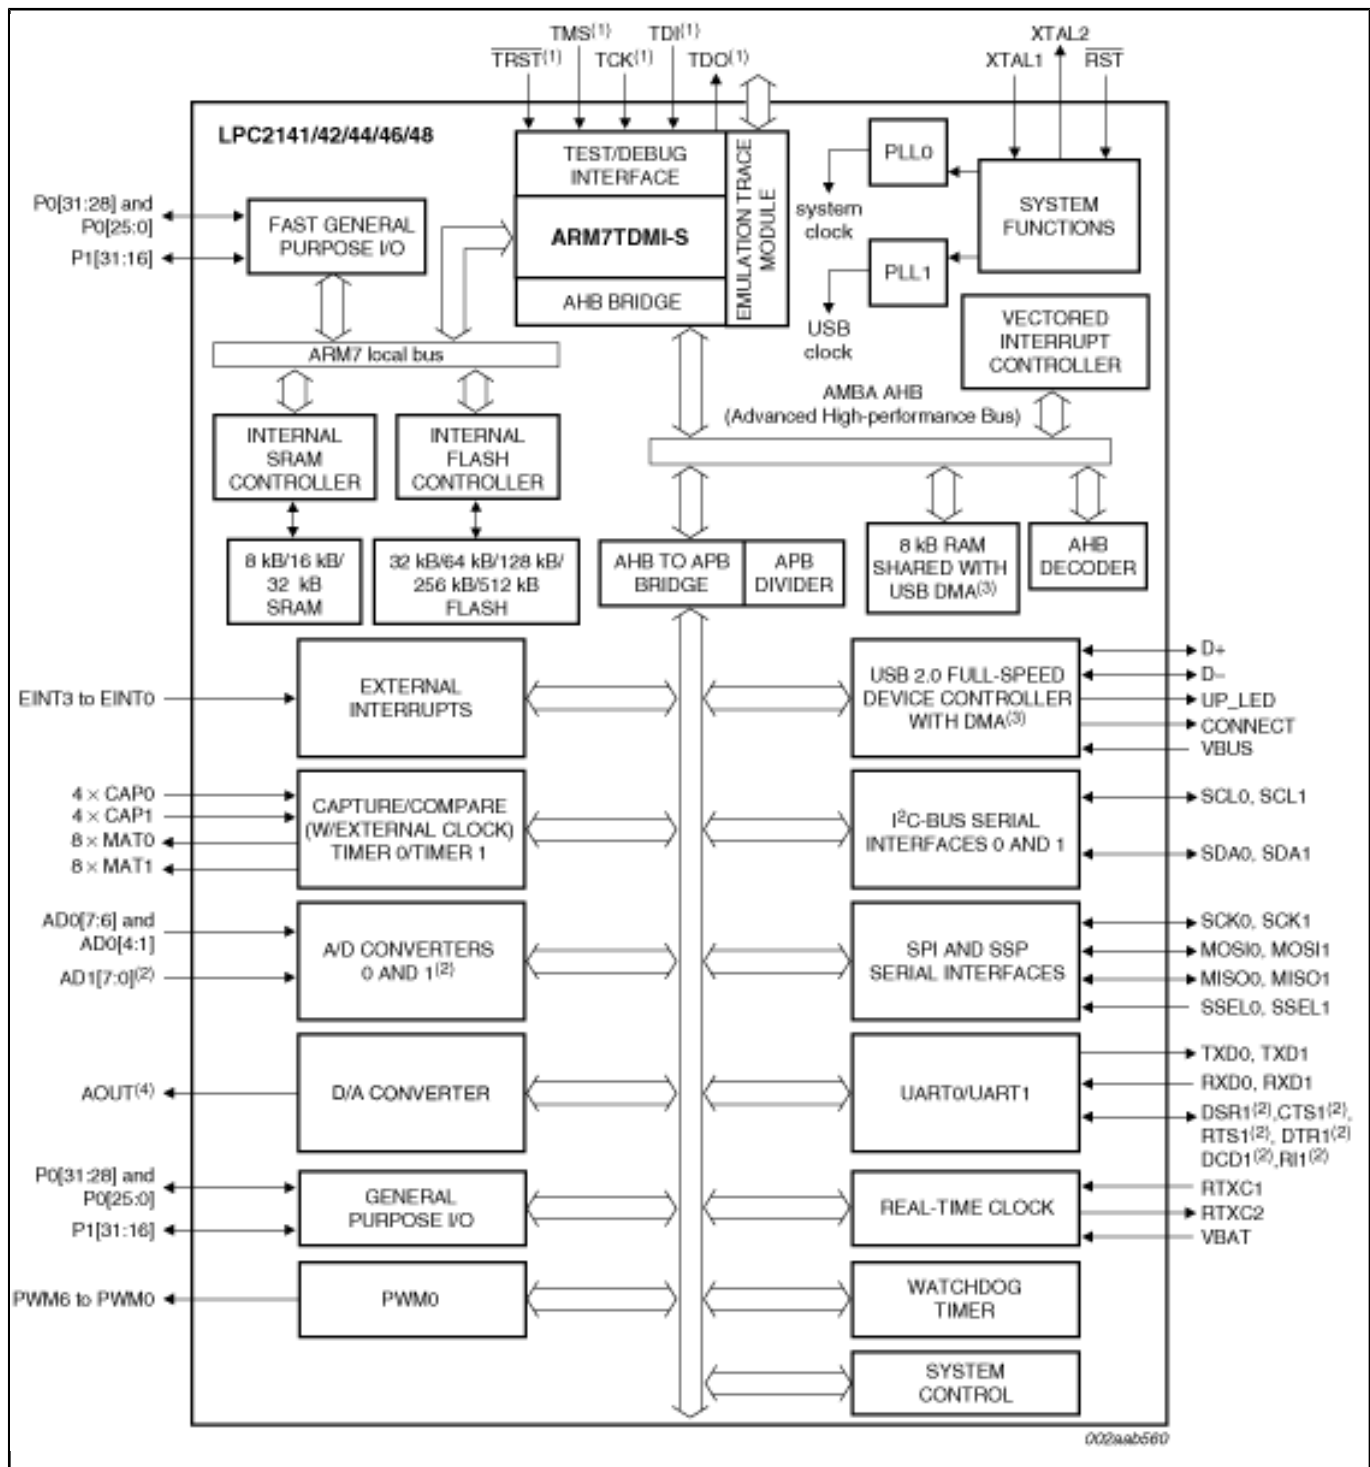 TMS(1)
TDI(1)
XTAL2
TRST(1)
TCK(1)
TDO(1)
XTAL1
RST
LPC2141/42/44/46/48
TEST/DEBUG
INTERFACE
ARM7TDMI-S
AHB BRIDGE
EMULATION TRACE
MODULE
PLL0
system
clock
PLL1
USB
clock
SYSTEM
FUNCTIONS
P0[31:28] and
P0[25:0]
P1[31:16]
FAST GENERAL
PURPOSE I/O
VECTORED
INTERRUPT
CONTROLLER
ARM7 local bus
AMBA AHB
(Advanced High-performance Bus)
INTERNAL
SRAM
CONTROLLER
INTERNAL
FLASH
CONTROLLER
8 kB/16 kB/
32 kB
SRAM
32 kB/64 kB/128 kB/
256 kB/512 kB
FLASH
AHB TO APB
BRIDGE
APB
DIVIDER
8 kB RAM
SHARED WITH
USB DMA(3)
AHB
DECODER
EINT3 to EINT0
EXTERNAL
INTERRUPTS
USB 2.0 FULL-SPEED
DEVICE CONTROLLER
WITH DMA(3)
D+
D−
UP_LED
CONNECT
VBUS
4 × CAP0
4 × CAP1
8 × MAT0
8 × MAT1
CAPTURE/COMPARE
(W/EXTERNAL CLOCK)
TIMER 0/TIMER 1
I2C-BUS SERIAL
INTERFACES 0 AND 1
SCL0, SCL1
SDA0, SDA1
AD0[7:6] and
AD0[4:1]
AD1[7:0](2)
A/D CONVERTERS
0 AND 1(2)
SPI AND SSP
SERIAL INTERFACES
SCK0, SCK1
MOSI0, MOSI1
MISO0, MISO1
SSEL0, SSEL1
AOUT(4)
D/A CONVERTER
UART0/UART1
TXD0, TXD1
RXD0, RXD1
DSR1(2),CTS1(2),
RTS1(2), DTR1(2)
DCD1(2),RI1(2)
P0[31:28] and
P0[25:0]
P1[31:16]
GENERAL
PURPOSE I/O
REAL-TIME CLOCK
RTXC1
RTXC2
VBAT
PWM6 to PWM0
PWM0
WATCHDOG
TIMER
SYSTEM
CONTROL
002aab560